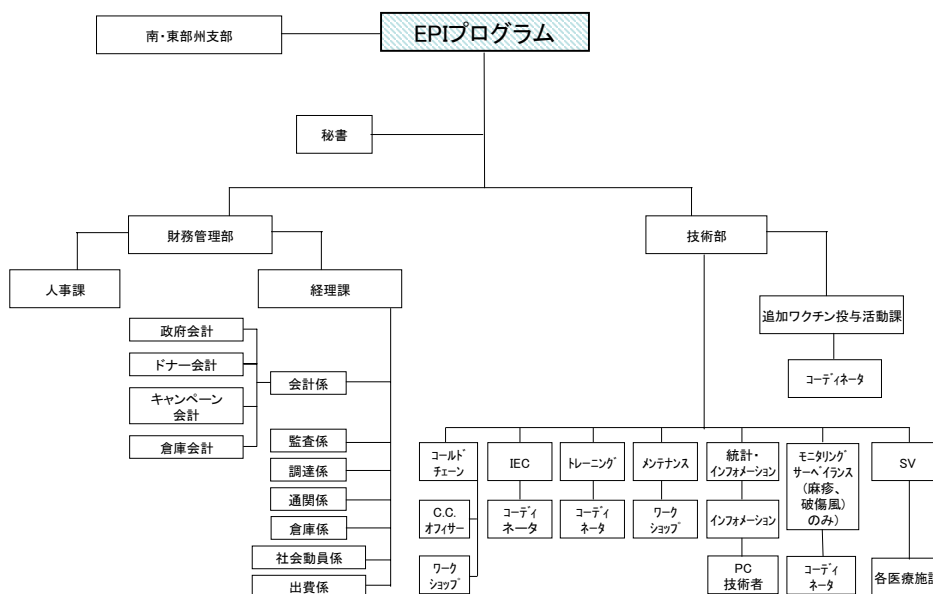 南・東部州支部
EPIプログラム
秘書
財務管理部
技術部
人事課
経理課
追加ワクチン投与活動課
コーディネータ
政府会計
ドナー会計
キャンペーン
会計
倉庫会計
会計係
監査係
調達係
通関係
倉庫係
社会動員係
出費係
コールド
チェーン
C.C.
オフィサー
ワーク
ショップ
IEC
コーディ
ネータ
トレーニング
コーディ
ネータ
メンテナンス
ワーク
ショップ
統計・
インフォメーション
インフォメーション
PC
技術者
モニタリング
サーベイランス
(麻疹、
破傷風)
のみ)
コーディ
ネータ
SV
各医療施設